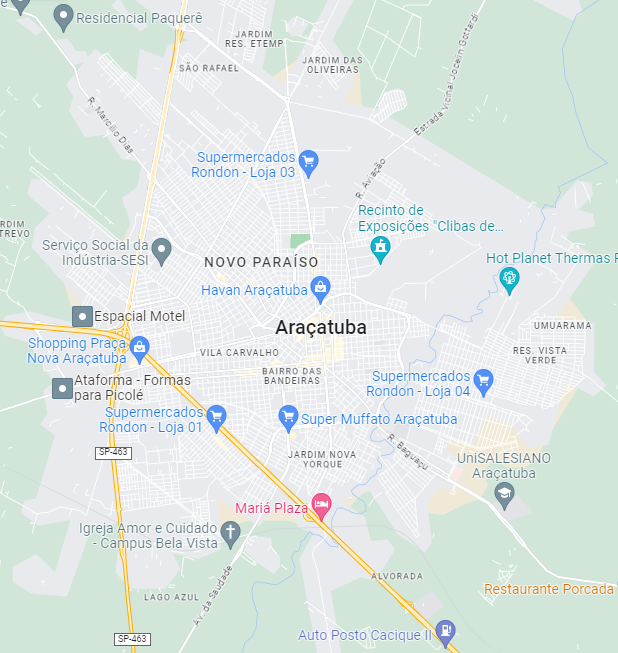 e
Residencial Paquerê
JARDIM
RES. ETEMP
JARDIM DAS
OLIVEIRAS
SÃO RAFAEL
R. Marcílio Dias
Estrada Vicinal Jocelin Gottardi
Supermercados
Rondon - Loja 03
R. Aviação
Recinto de
Exposições "Clibas de...
RDIM
TREVO
Serviço Social da
Indústria-SESI
NOVO PARAÍSO
Hot Planet Thermas P
Havan Araçatuba
Espacial Motel
Araçatuba
UMUARAMA
Shopping Praça
Nova Araçatuba
VILA CARVALHO
RES. VISTA
VERDE
BAIRRO DAS
BANDEIRAS
Ataforma - Formas
para Picolé
Supermercados
Rondon - Loja 04
Supermercados
Rondon - Loja 01
Super Muffato Araçatuba
R. Baguaçu
SP-463
JARDIM NOVA
YORQUE
UniSALESIANO
Araçatuba
Mariá Plaza
Igreja Amor e Cuidado
- Campus Bela Vista
ALVORADA
Av. da Saudade
LAGO AZUL
Restaurante Porcada
SP-463
Auto Posto Cacique II